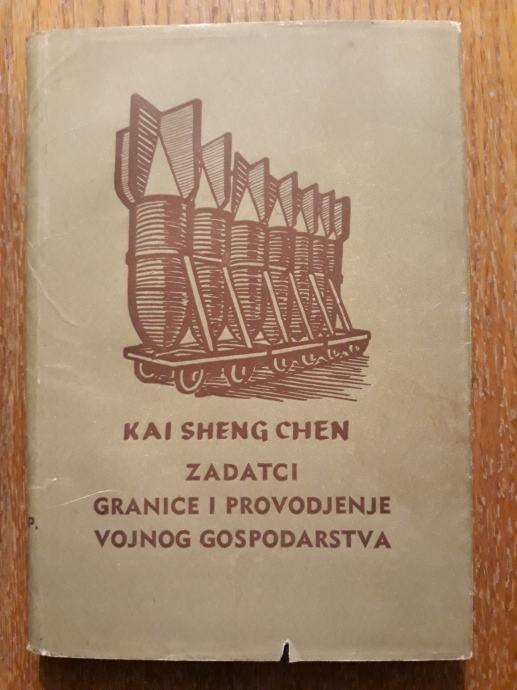 KAI SHENG CHEN
ZADATCI
GRANICE I PROVODJENJE
VOJNOG GOSPODARSTVA
P.